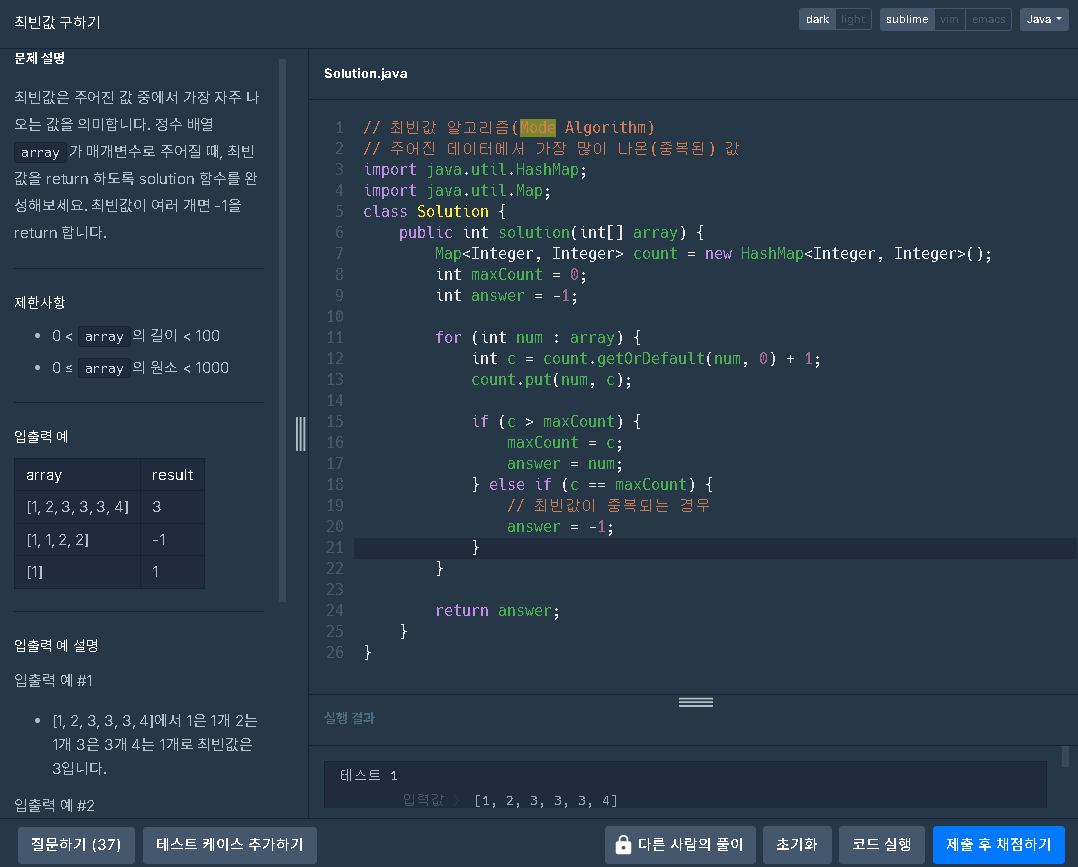 최빈값 구하기
dark light sublime vim emacs Java
문제 설명
최빈값은 주어진 값 중에서 가장 자주 나
오는 값을 의미합니다. 정수 배열
array 가 매개변수로 주어질 때, 최빈
값을 return 하도록 solution 함수를 완
성해보세요. 최빈값이 여러 개면 -1을
return 합니다.
제한사항
• 0 < array 의 길이 < 100
• 0 ≤ array 의 원소 < 1000
입출력 예
array result
[1, 2, 3, 3, 3, 4] 3
[1, 1, 2, 2] -1
[1] 1
입출력 예 설명
입출력 예 #1
• [1, 2, 3, 3, 3, 4]에서 1은 1개 2는
1개 3은 3개 4는 1개로 최빈값은
3입니다.
입출력 예 #2
Solution.java
1 // 최빈값 알고리즘(Mode Algorithm)
2 // 주어진 데이터에서 가장 많이 나온(중복된) 값
3 import java.util.HashMap;
4 import java.util.Map;
5 class Solution {
6 public int solution(int[] array) {
7 Map<Integer, Integer> count = new HashMap<Integer, Integer>();
8 int maxCount = 0;
9 int answer = -1;
10
11 for (int num : array) {
12 int c = count.getOrDefault(num, 0) + 1;
13 count.put(num, c);
14
15 if (c > maxCount) {
16 maxCount = c;
17 answer = num;
18 } else if (c == maxCount) {
19 // 최빈값이 중복되는 경우
20 answer = -1;
21 }
22 }
23
24 return answer;
25 }
26 }
실행 결과
테스트 1
입력값 > [1, 2, 3, 3, 3, 4]
질문하기 (37) 테스트 케이스 추가하기 다른 사람의 풀이 초기화 코드 실행 제출 후 채점하기